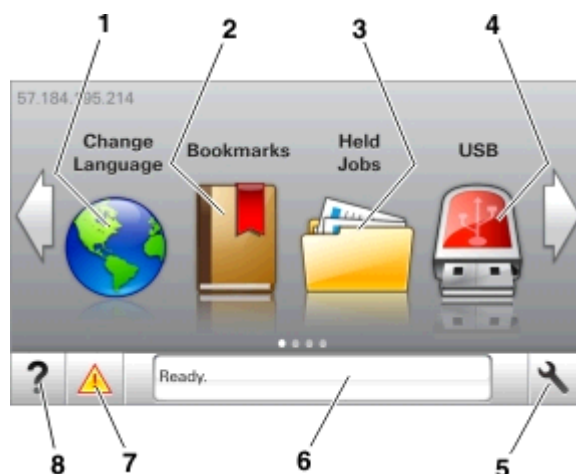 1 2 3 4
57.184.195.214
Change
Language
Bookmarks
Held
Jobs
USB
?
Ready.
8 7 6 5